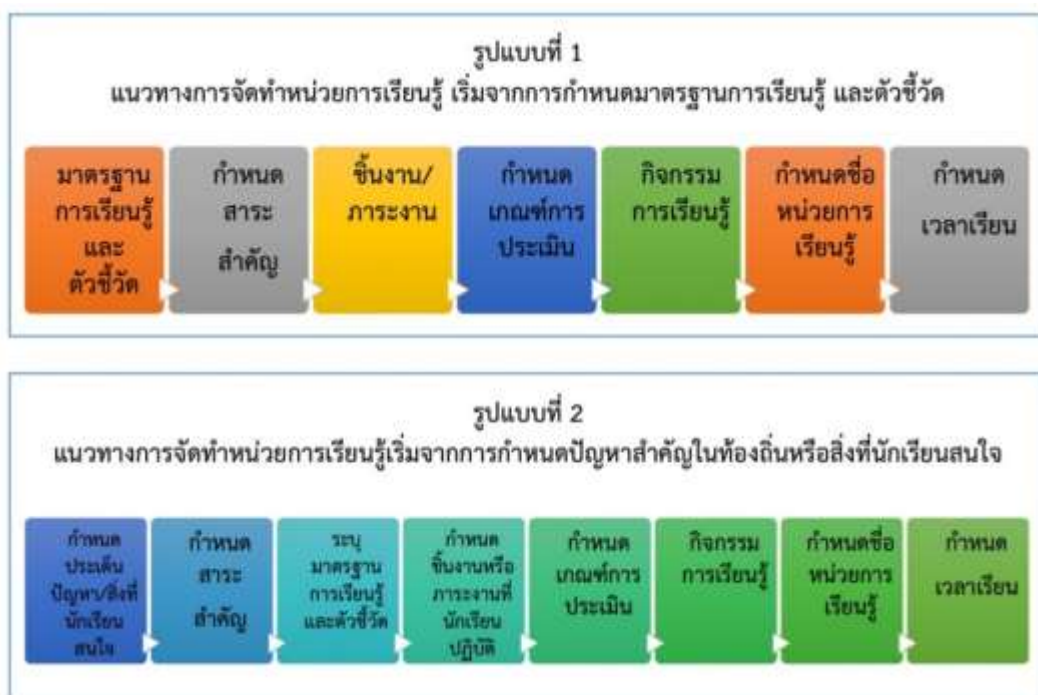 รูปแบบที่ 1
แนวทางการจัดทำหน่วยการเรียนรู้ เริ่มจากการกำหนดมาตรฐานการเรียนรู้ และตัวชี้วัด
มาตรฐาน
การเรียนรู้
และ
ตัวชี้วัด
กำหนด
สาระ
สำคัญ
ชิ้นงาน/
ภาระงาน
กำหนด
เกณฑ์การ
ประเมิน
กิจกรรม
การเรียนรู้
กำหนดชื่อ
หน่วยการ
เรียนรู้
กำหนด
เวลาเรียน
รูปแบบที่ 2
แนวทางการจัดทำหน่วยการเรียนรู้เริ่มจากการกำหนดปัญหาสำคัญในท้องถิ่นหรือสิ่งที่นักเรียนสนใจ
กำหนด
ประเด็น
ปัญหา/สิ่งที่
นักเรียน
สนใจ
กำหนด
สาระ
สำคัญ
ระบุ
มาตรฐาน
การเรียนรู้
และตัวชี้วัด
กำหนด
ชิ้นงานหรือ
ภาระงานที่
นักเรียน
ปฏิบัติ
กำหนด
เกณฑ์การ
ประเมิน
กิจกรรม
การเรียนรู้
กำหนดชื่อ
หน่วยการ
เรียนรู้
กำหนด
เวลาเรียน